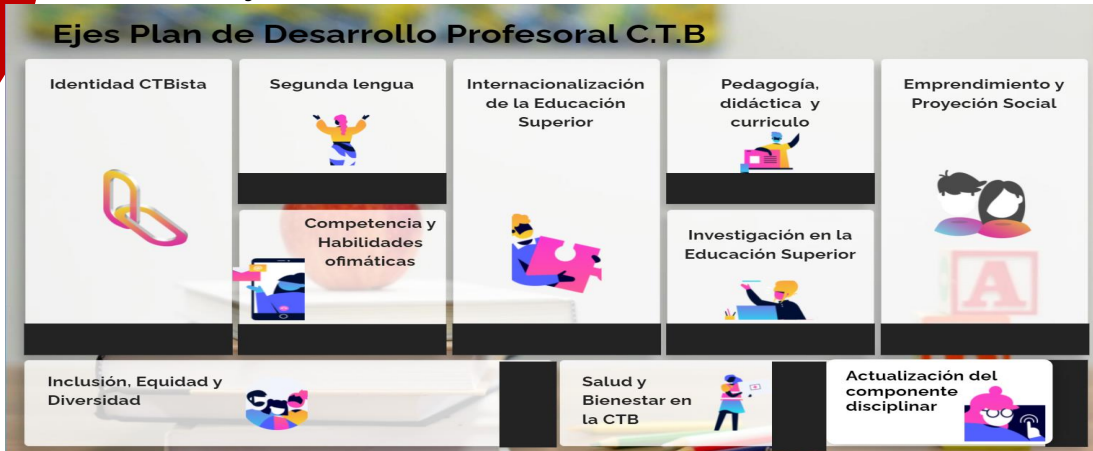 Ejes Plan de Desarrollo Profesoral C.T.B
Identidad CTBista
Segunda lengua
Internacionalización
de la Educación
Superior
Pedagogía,
didáctica y
curriculo
Emprendimiento y
Proyeción Social
Competencia y
Habilidades
ofimáticas
Investigación en la
Educación Superior
Inclusión, Equidad y
Diversidad
Salud y
Bienestar en
la CTB
Actualización del
componente
disciplinar
A